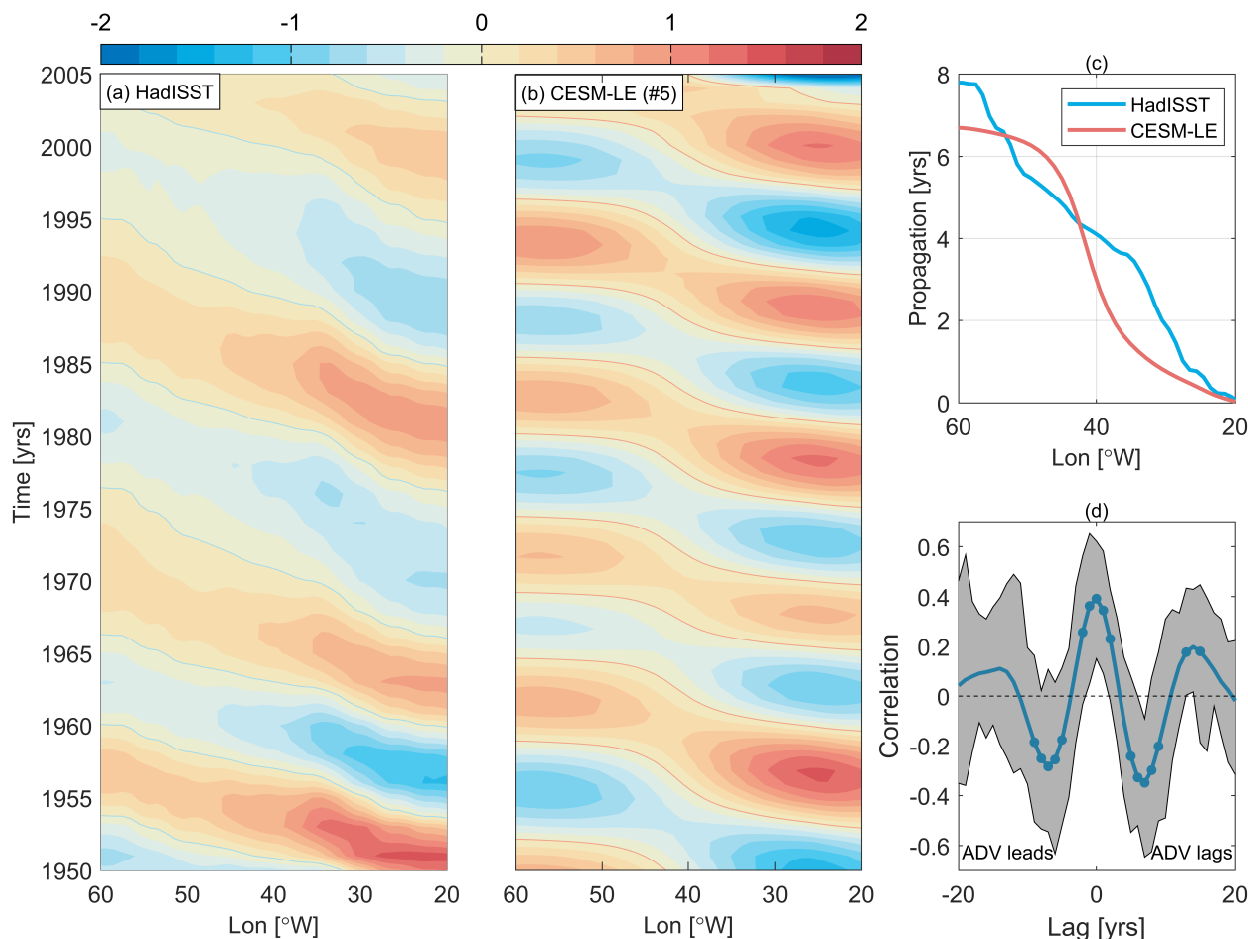 -2 -1 0 1 2
(a) HadISST
(b) CESM-LE (#5)
Time [yrs]
2005
2000
1995
1990
1985
1980
1975
1970
1965
1960
1955
1950
60 50 40 30 20
Lon [°W]
60 50 40 30 20
Lon [°W]
(c)
HadISST
CESM-LE
Propagation [yrs]
8
6
4
2
0
60 40 20
Lon [°W]
(d)
Correlation
0.6
0.4
0.2
0
-0.2
-0.4
-0.6
ADV leads ADV lags
-20 -10 0 10 20
Lag [yrs]